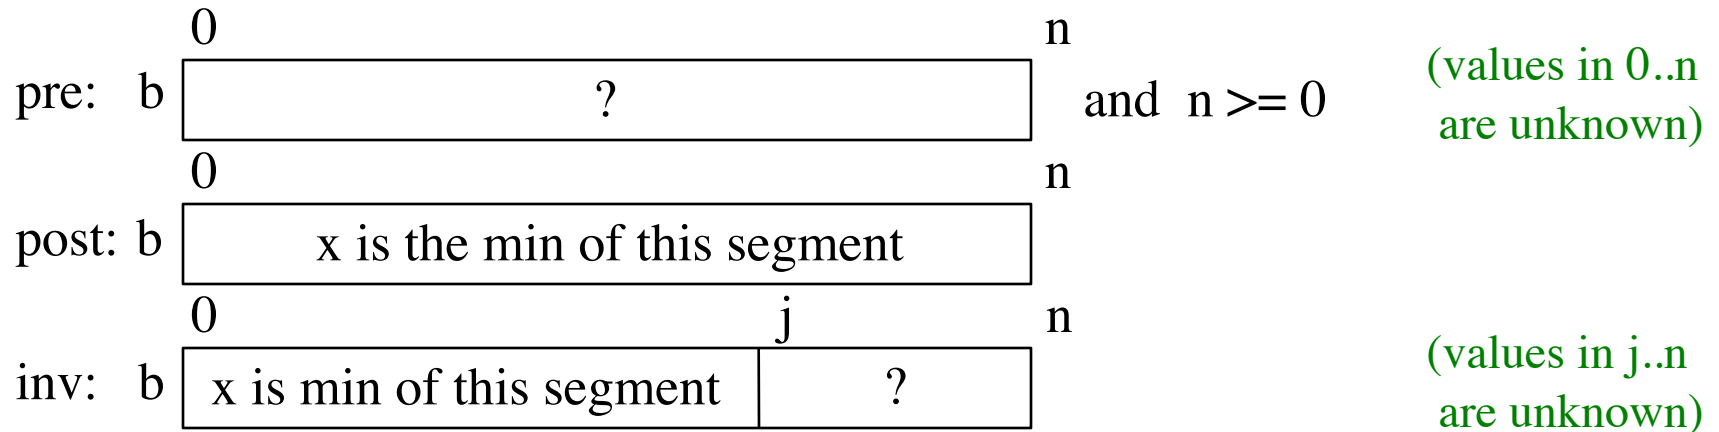 0 n
pre: b ? and n >= 0 (values in 0..n
are unknown)
0 n
post: b x is the min of this segment
0 j n
inv: b x is min of this segment ? (values in j..n
are unknown)